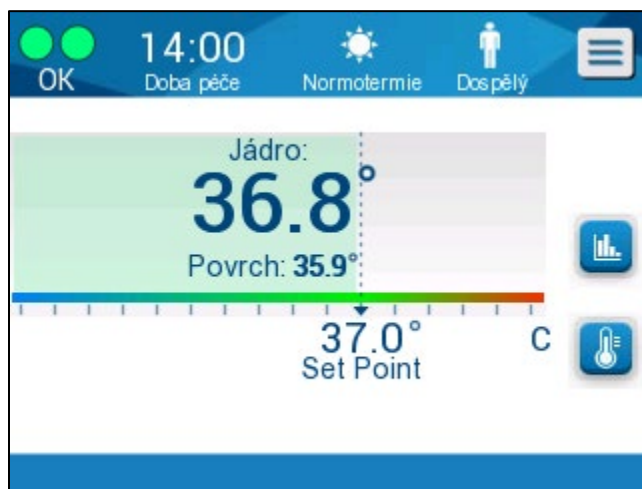 OK
14:00
Doba péče
Normotermie
Dospělý
Jádro:
36.8°
Povrch: 35.9°
37.0° C
Set Point